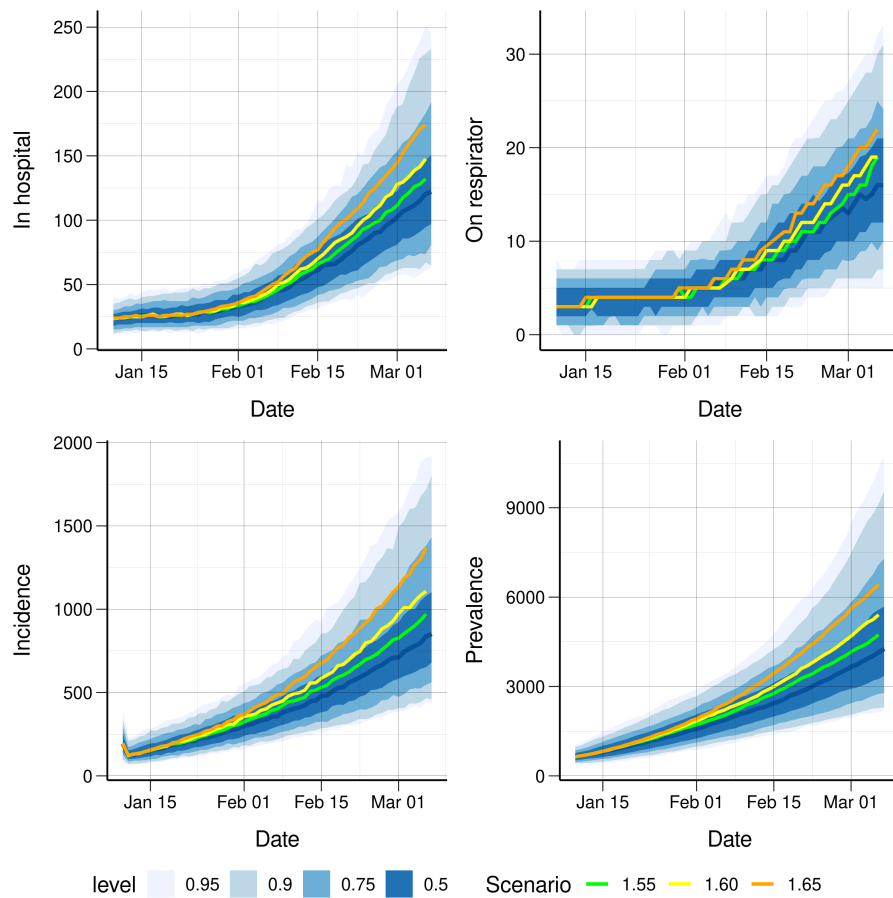 250
200
150
100
50
0
In hospital
Jan 15 Feb 01 Feb 15 Mar 01
Date
30
20
10
0
On respirator
Jan 15 Feb 01 Feb 15 Mar 01
Date
2000
1500
1000
500
0
Incidence
Jan 15 Feb 01 Feb 15 Mar 01
Date
9000
6000
3000
0
Prevalence
Jan 15 Feb 01 Feb 15 Mar 01
Date
level 0.95 0.9 0.75 0.5 Scenario 1.55 1.60 1.65